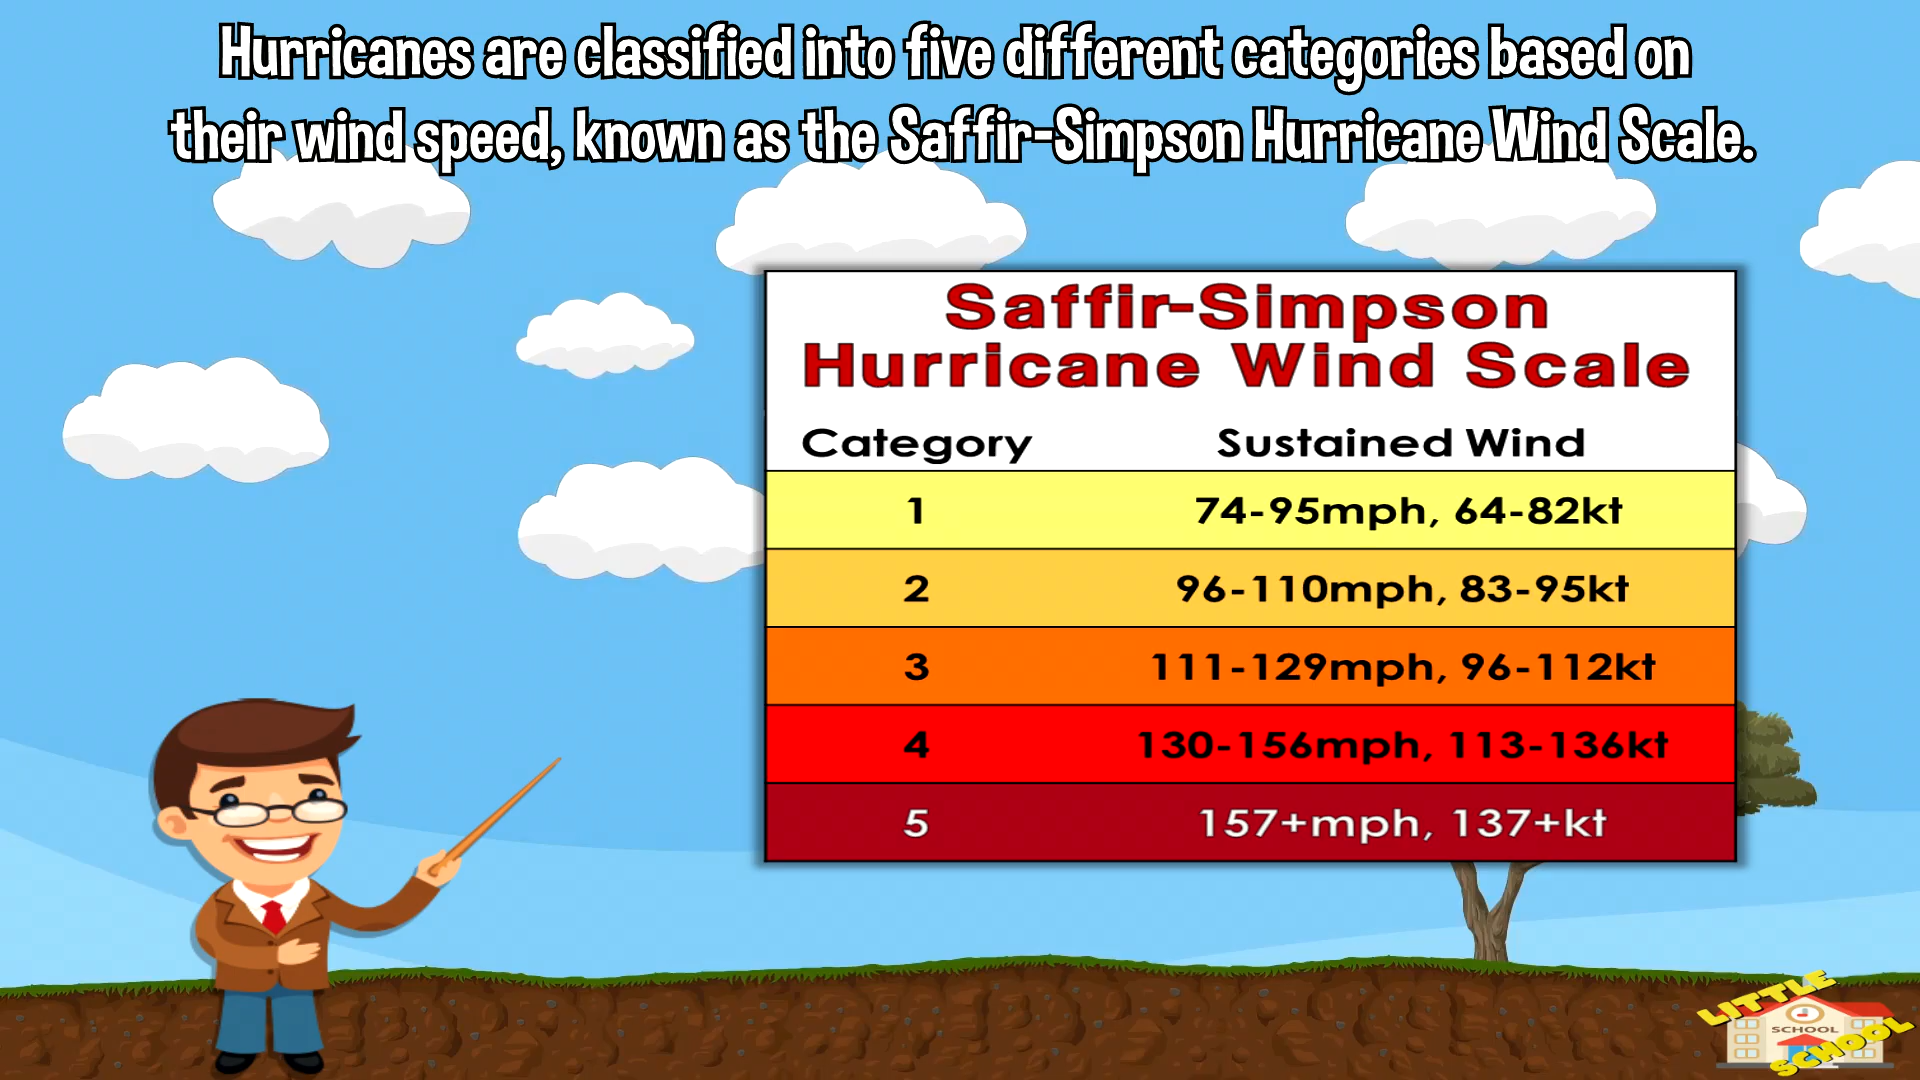 Hurricanes are classified into five different categories based on
their wind speed, known as the Saffir-Simpson Hurricane Wind Scale.
Saffir-Simpson
Hurricane Wind Scale
Category Sustained Wind
1 74-95mph, 64-82kt
2 96-110mph, 83-95kt
3 111-129mph, 96-112kt
4 130-156mph, 113-136kt
5 157+mph, 137+kt
LITTLE
SCHOOL
SCHOOL